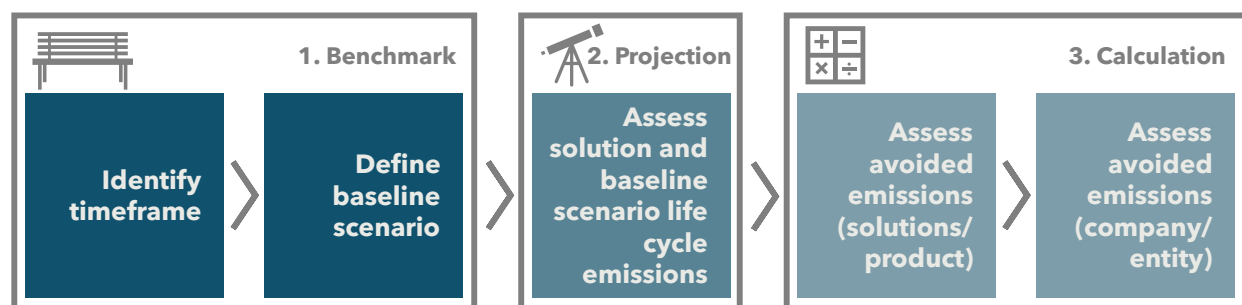 1. Benchmark
Identify
timeframe
Define
baseline
scenario
2. Projection
Assess
solution and
baseline
scenario life
cycle
emissions
3. Calculation
Assess
avoided
emissions
(solutions/
product)
Assess
avoided
emissions
(company/
entity)